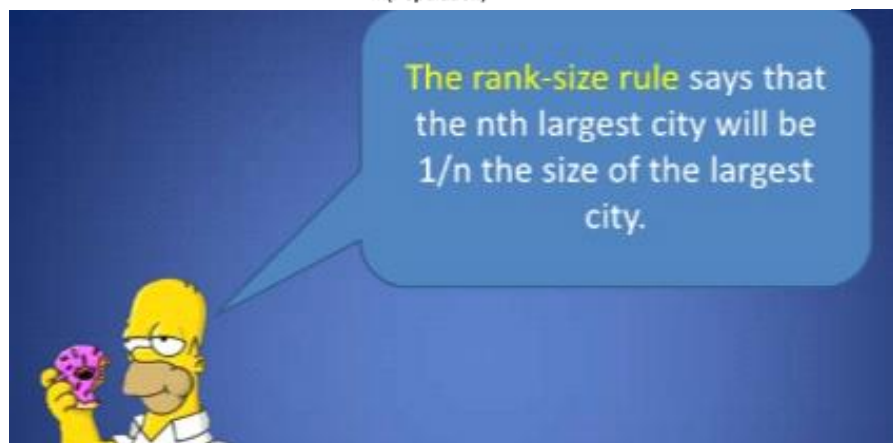 The rank-size rule says that
the nth largest city will be
1/n the size of the largest
city.